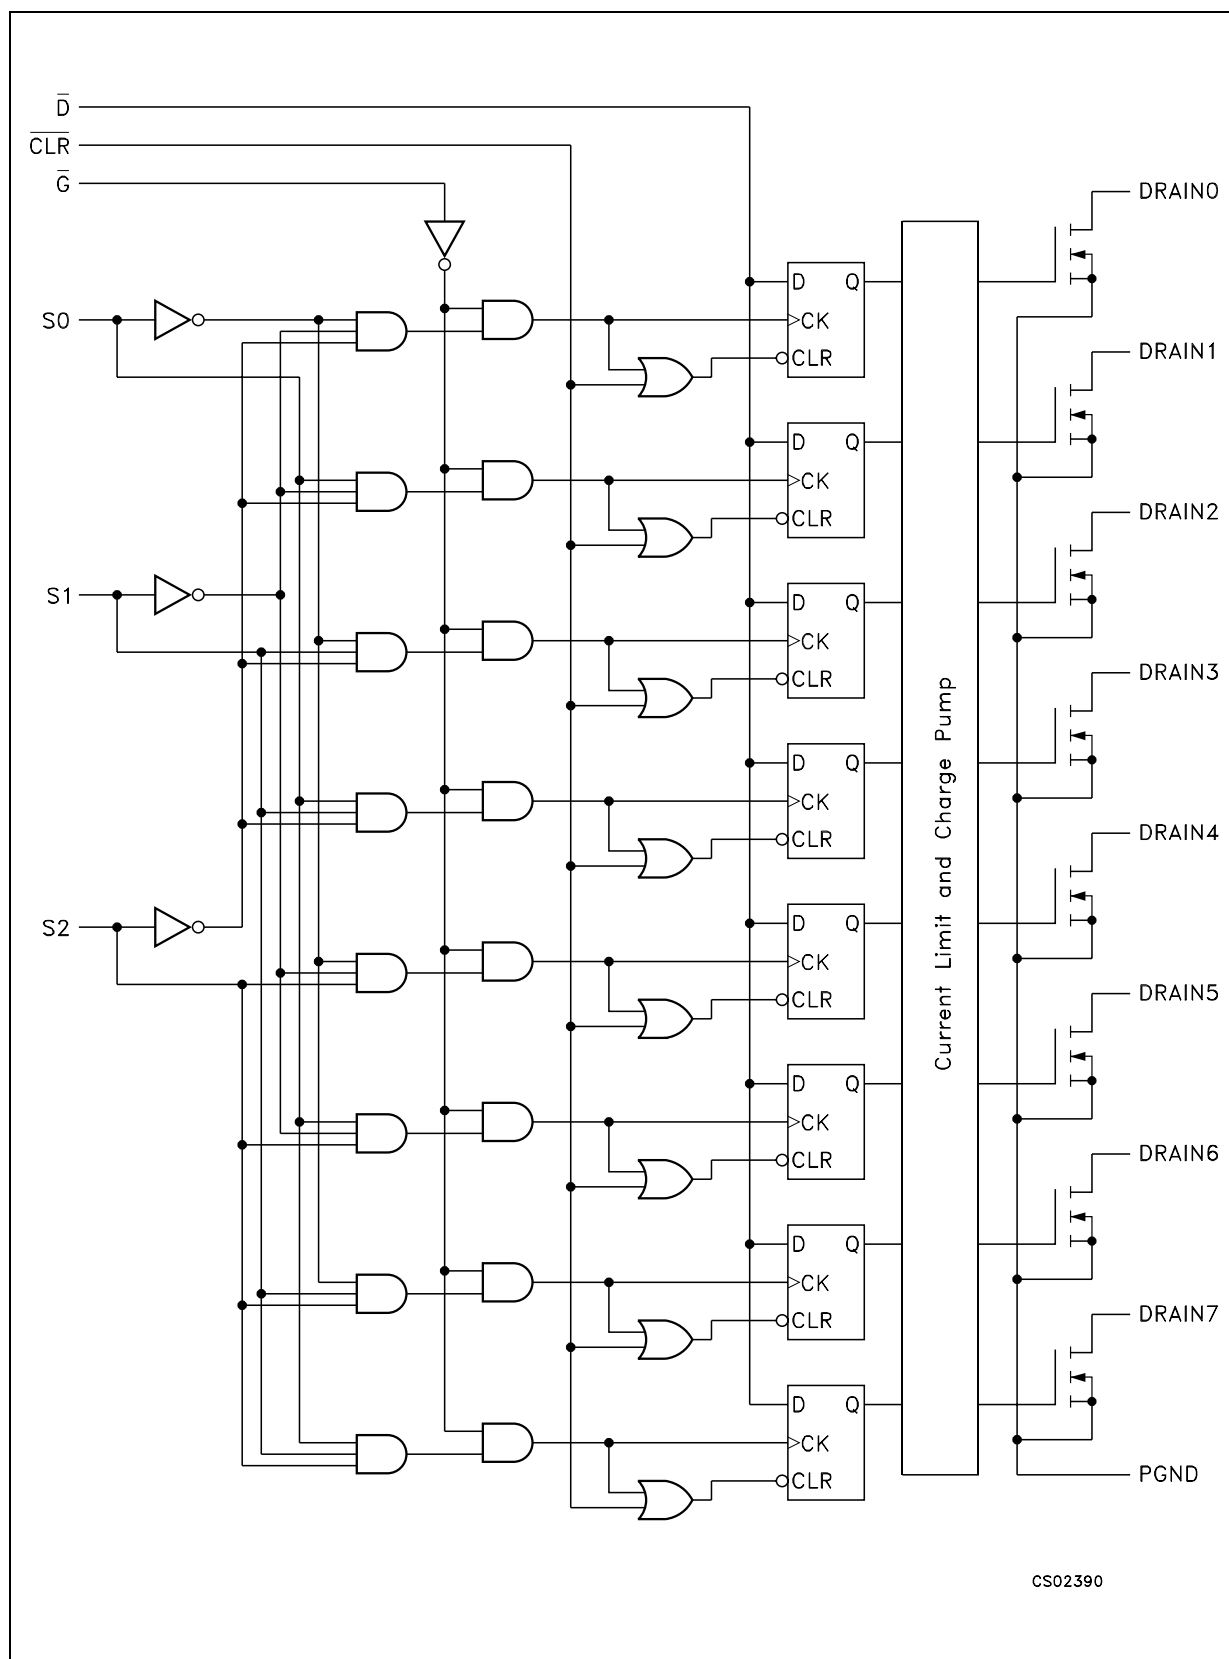 D̅
C̅L̅R̅
G̅
DRAIN0
D Q
S0
CK
CLR
DRAIN1
D Q
CK
CLR
DRAIN2
S1
D Q
CK
CLR
DRAIN3
D Q
CK
CLR
DRAIN4
S2
D Q
CK
CLR
DRAIN5
D Q
CK
CLR
DRAIN6
D Q
CK
CLR
DRAIN7
D Q
CK
CLR
Current Limit and Charge Pump
PGND
CS02390